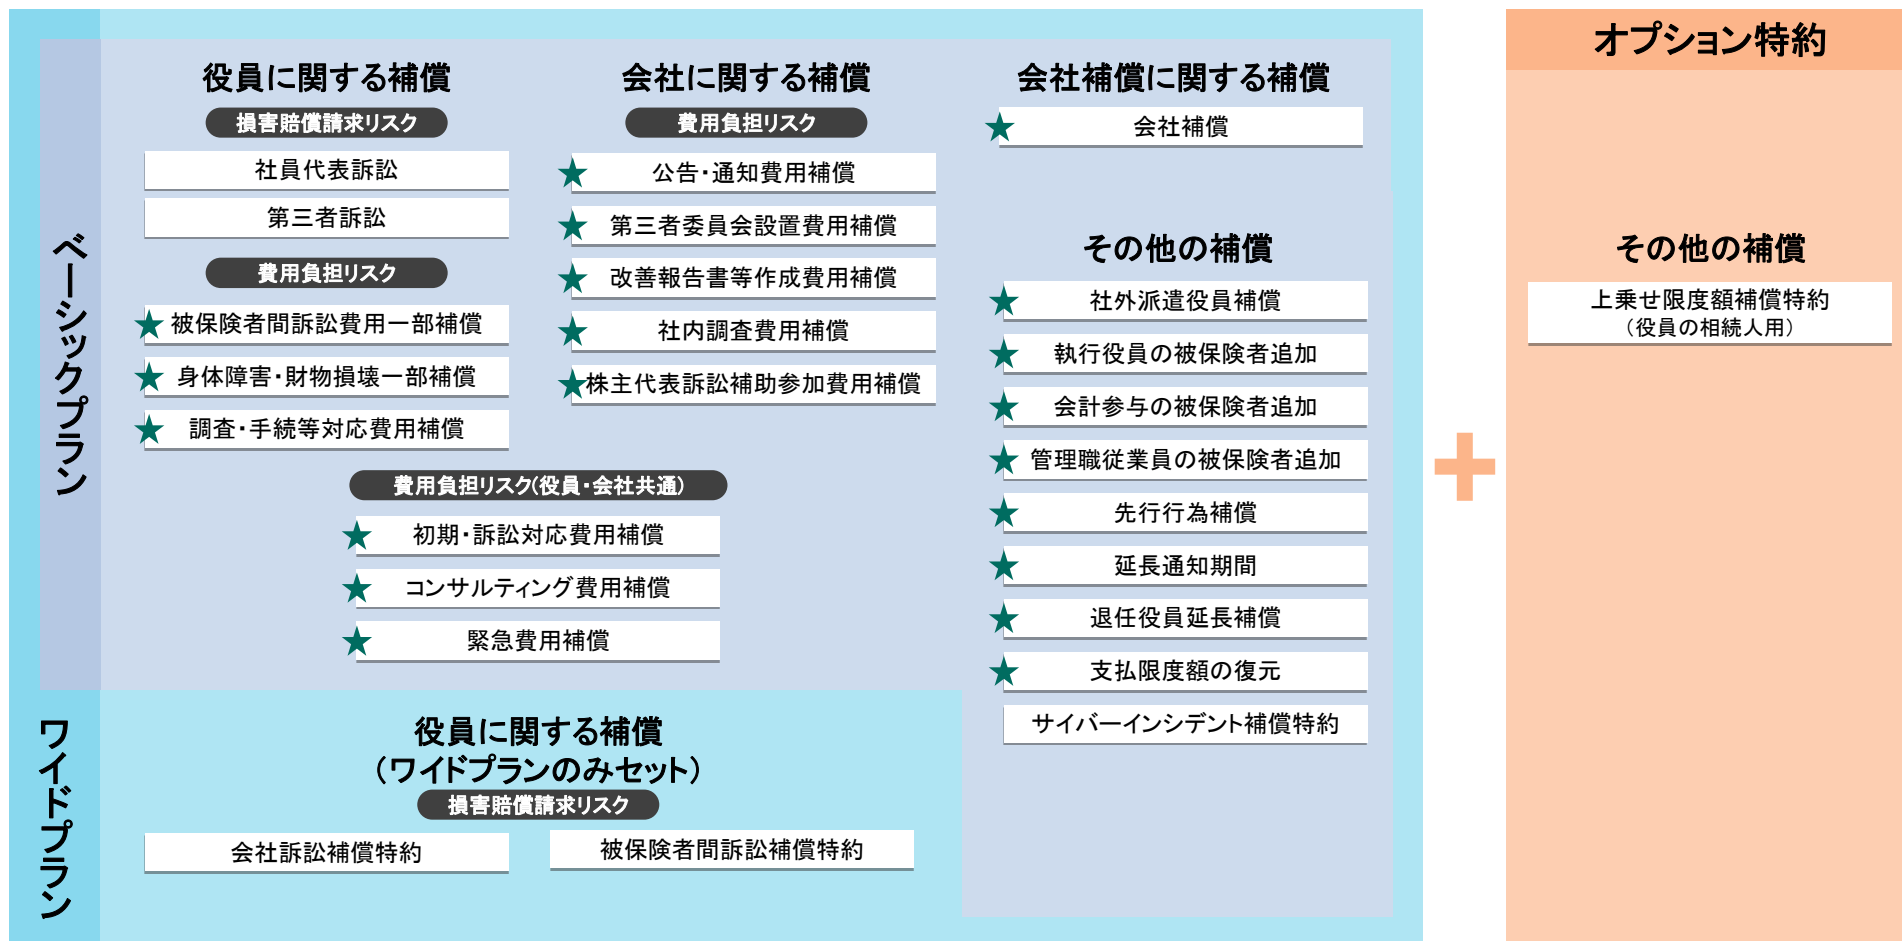 ベーシックプラン
役員に関する補償
損害賠償請求リスク
社員代表訴訟
第三者訴訟
費用負担リスク
★被保険者間訴訟費用一部補償
★身体障害・財物損壊一部補償
★調査・手続等対応費用補償
会社に関する補償
費用負担リスク
★公告・通知費用補償
★第三者委員会設置費用補償
★改善報告書等作成費用補償
★社内調査費用補償
★株主代表訴訟補助参加費用補償
費用負担リスク(役員・会社共通)
★初期・訴訟対応費用補償
★コンサルティング費用補償
★緊急費用補償
会社補償に関する補償
★会社補償
その他の補償
★社外派遣役員補償
★執行役員の被保険者追加
★会計参与の被保険者追加
★管理職従業員の被保険者追加
★先行行為補償
★延長通知期間
★退任役員延長補償
★支払限度額の復元
サイバーインシデント補償特約
ワイドプラン
役員に関する補償
（ワイドプランのみセット）
損害賠償請求リスク
会社訴訟補償特約
被保険者間訴訟補償特約
+
オプション特約
その他の補償
上乗せ限度額補償特約
（役員の相続人用）